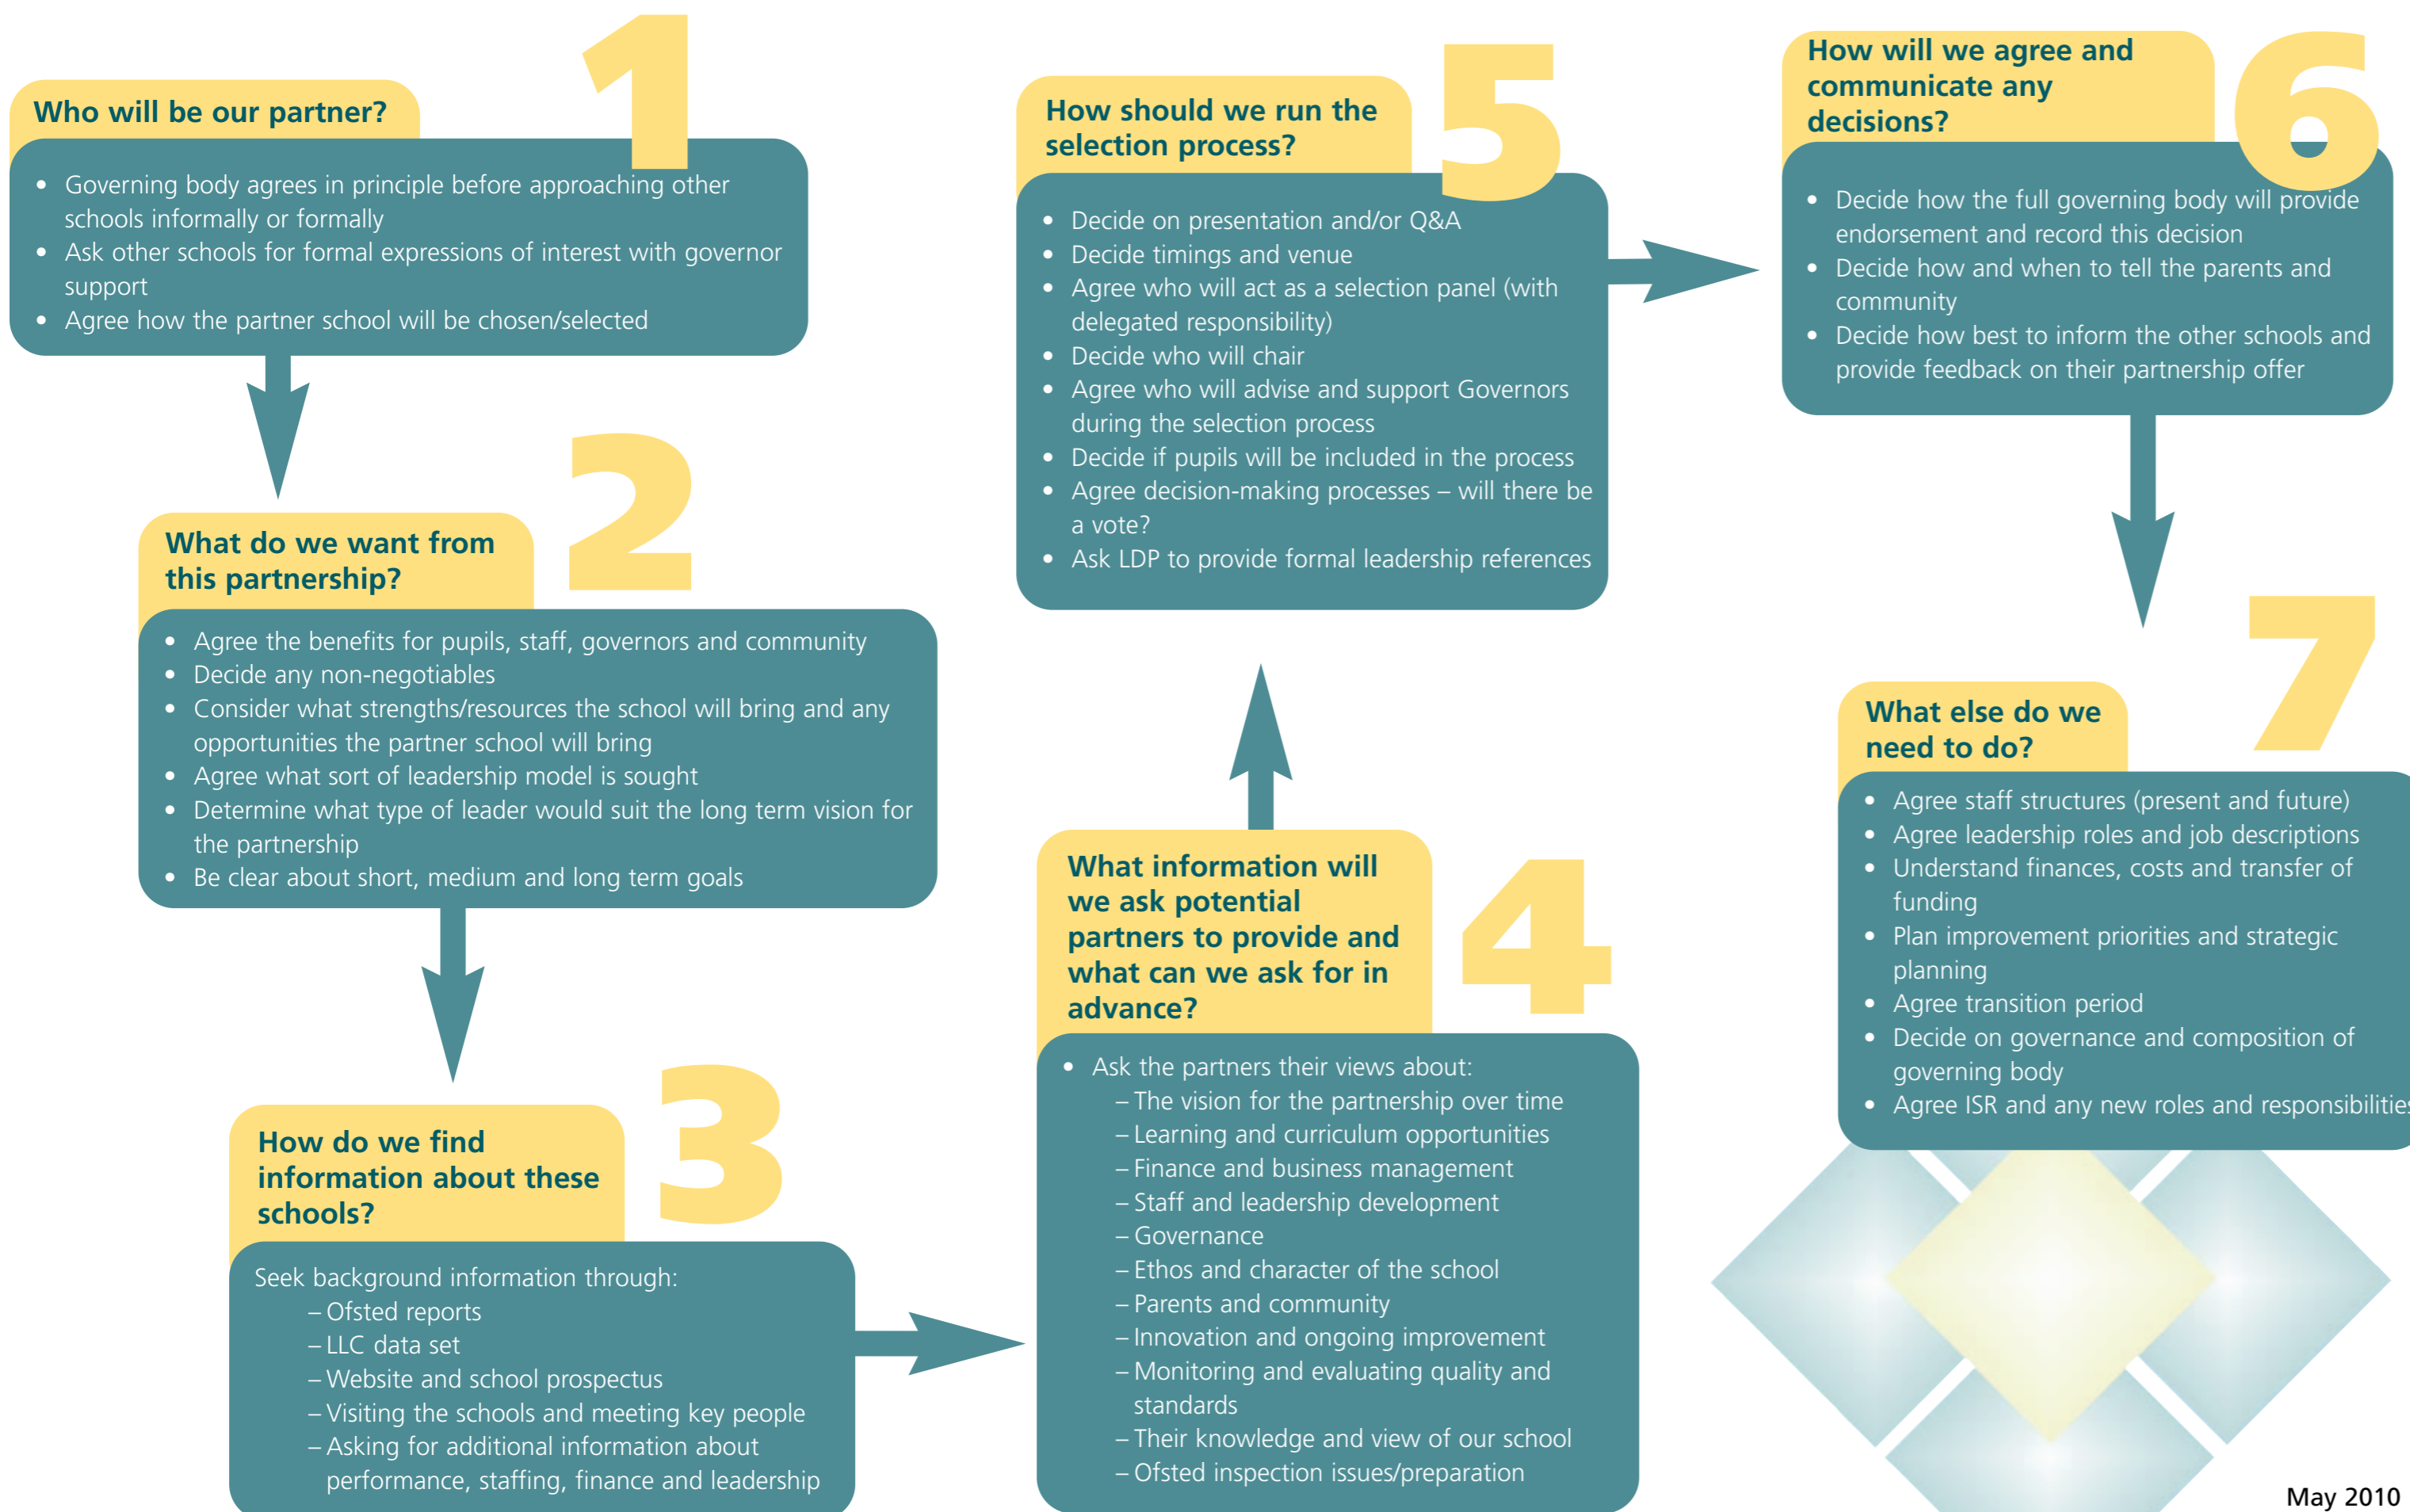 1
Who will be our partner?
• Governing body agrees in principle before approaching other
schools informally or formally
• Ask other schools for formal expressions of interest with governor
support
• Agree how the partner school will be chosen/selected
2
What do we want from
this partnership?
• Agree the benefits for pupils, staff, governors and community
• Decide any non-negotiables
• Consider what strengths/resources the school will bring and any
opportunities the partner school will bring
• Agree what sort of leadership model is sought
• Determine what type of leader would suit the long term vision for
the partnership
• Be clear about short, medium and long term goals
3
How do we find
information about these
schools?
Seek background information through:
– Ofsted reports
– LLC data set
– Website and school prospectus
– Visiting the schools and meeting key people
– Asking for additional information about
performance, staffing, finance and leadership
4
What information will
we ask potential
partners to provide and
what can we ask for in
advance?
• Ask the partners their views about:
– The vision for the partnership over time
– Learning and curriculum opportunities
– Finance and business management
– Staff and leadership development
– Governance
– Ethos and character of the school
– Parents and community
– Innovation and ongoing improvement
– Monitoring and evaluating quality and
standards
– Their knowledge and view of our school
– Ofsted inspection issues/preparation
5
How should we run the
selection process?
• Decide on presentation and/or Q&A
• Decide timings and venue
• Agree who will act as a selection panel (with
delegated responsibility)
• Decide who will chair
• Agree who will advise and support Governors
during the selection process
• Decide if pupils will be included in the process
• Agree decision-making processes – will there be
a vote?
• Ask LDP to provide formal leadership references
6
How will we agree and
communicate any
decisions?
• Decide how the full governing body will provide
endorsement and record this decision
• Decide how and when to tell the parents and
community
• Decide how best to inform the other schools and
provide feedback on their partnership offer
7
What else do we
need to do?
• Agree staff structures (present and future)
• Agree leadership roles and job descriptions
• Understand finances, costs and transfer of
funding
• Plan improvement priorities and strategic
planning
• Agree transition period
• Decide on governance and composition of
governing body
• Agree ISR and any new roles and responsibilities
May 2010